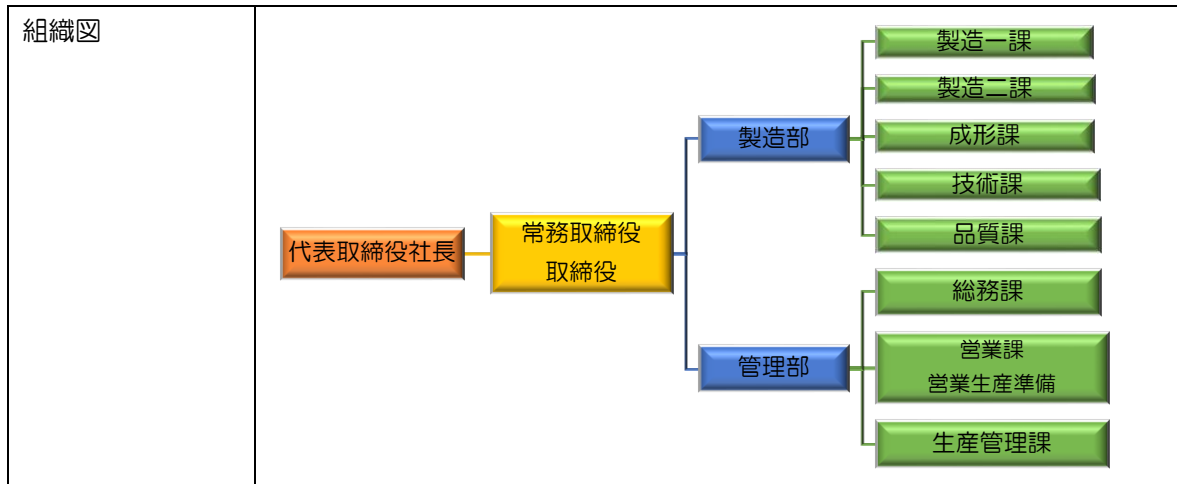 組織図
代表取締役社長
常務取締役
取締役
製造部
製造一課
製造二課
成形課
技術課
品質課
管理部
総務課
営業課
営業生産準備
生産管理課